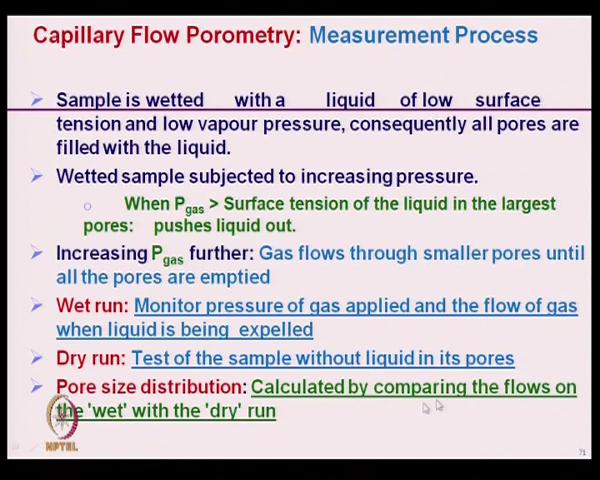 Capillary Flow Porometry: Measurement Process
Sample is wetted with a liquid of low surface
tension and low vapour pressure, consequently all pores are
filled with the liquid.
Wetted sample subjected to increasing pressure.
When Pgas > Surface tension of the liquid in the largest
pores: pushes liquid out.
Increasing Pgas further: Gas flows through smaller pores until
all the pores are emptied
Wet run: Monitor pressure of gas applied and the flow of gas
when liquid is being expelled
Dry run: Test of the sample without liquid in its pores
Pore size distribution: Calculated by comparing the flows on
the 'wet' with the 'dry' run
NPTEL
71